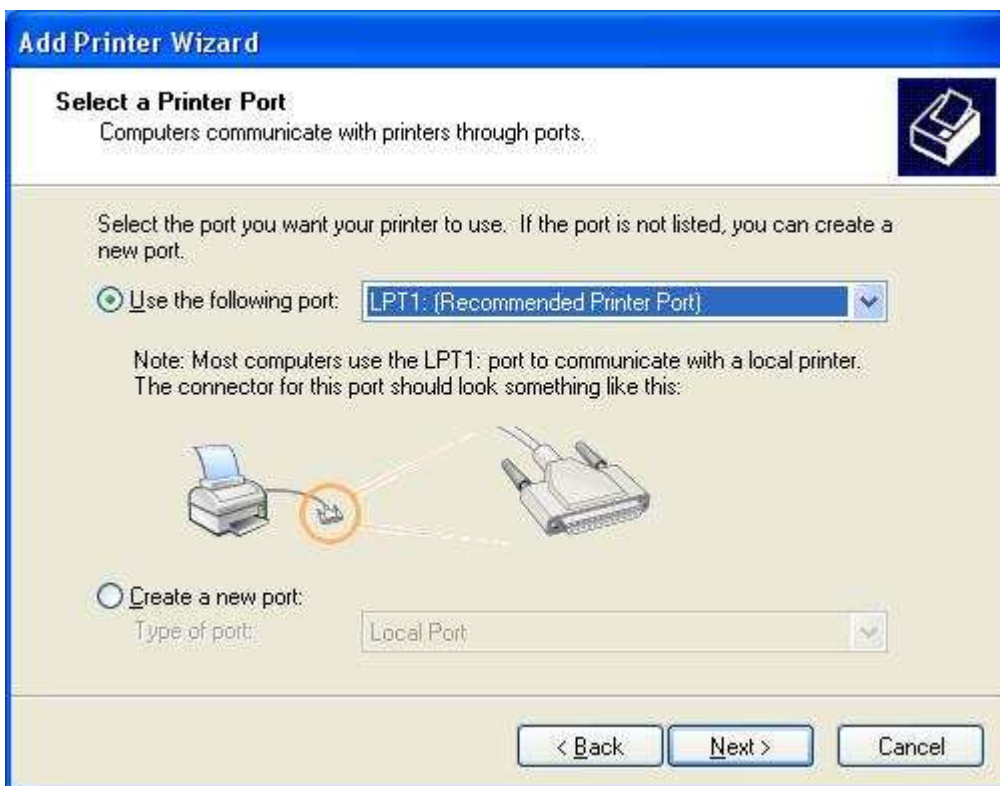 Add Printer Wizard
Select a Printer Port
Computers communicate with printers through ports.
Select the port you want your printer to use. If the port is not listed, you can create a
new port.
Use the following port: LPT1: (Recommended Printer Port)
Note: Most computers use the LPT1: port to communicate with a local printer.
The connector for this port should look something like this:
Create a new port:
Type of port: Local Port
< Back Next > Cancel